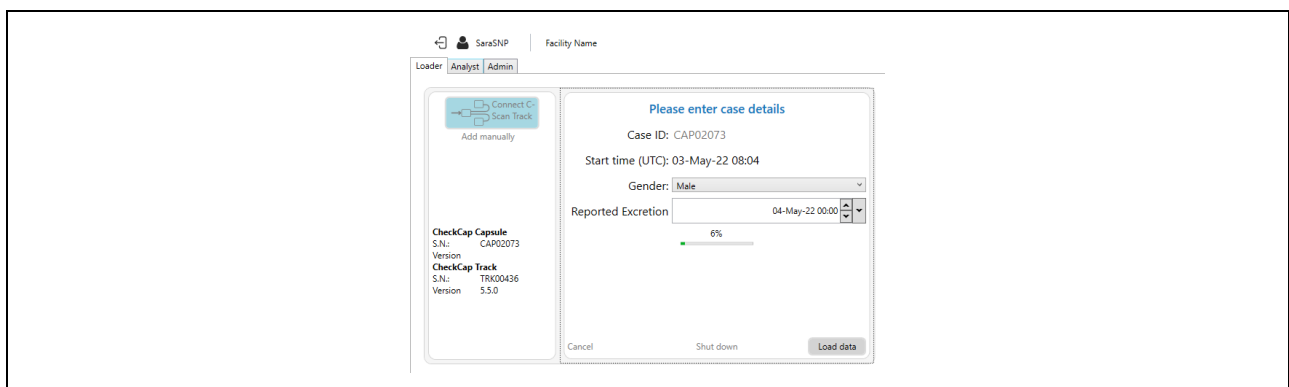 SaraSNP Facility Name
Loader Analyst Admin
Connect C-
Scan Track
Add manually
CheckCap Capsule
S.N.: CAP02073
Version
CheckCap Track
S.N.: TRK00436
Version 5.5.0
Please enter case details
Case ID: CAP02073
Start time (UTC): 03-May-22 08:04
Gender: Male
Reported Excretion 04-May-22 00:00
6%
Cancel Shut down Load data